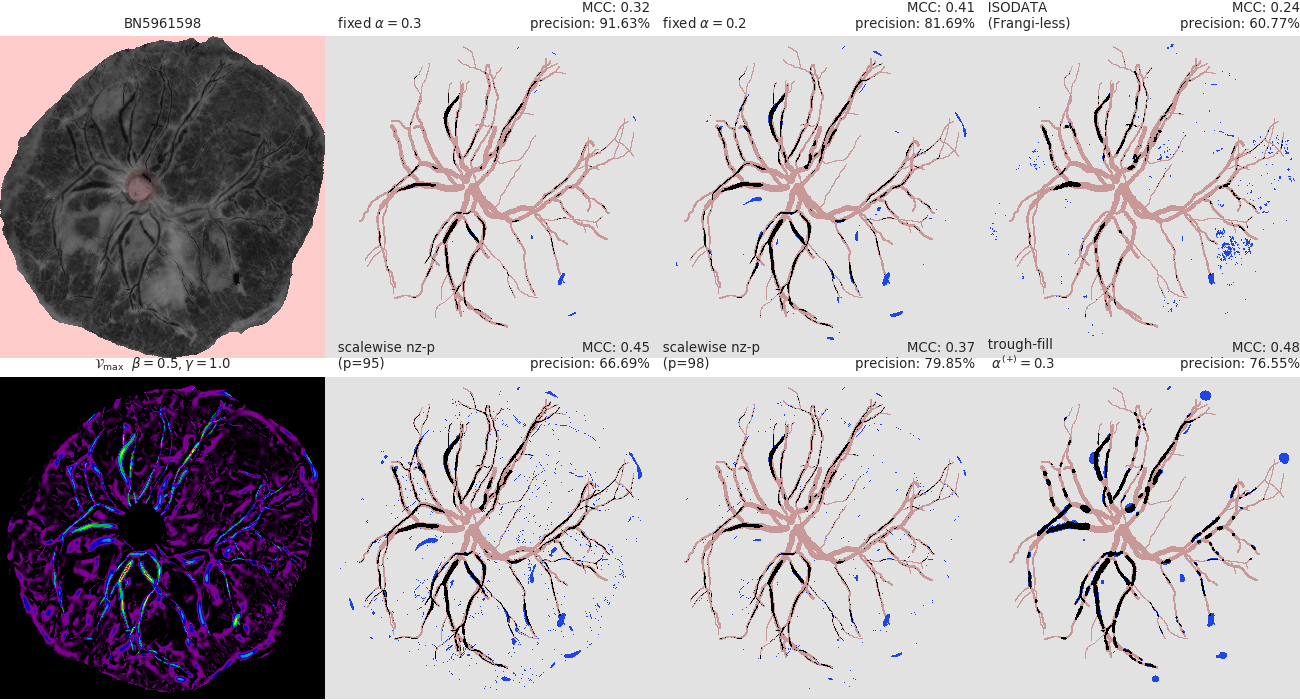 BN5961598
fixed α = 0.3
MCC: 0.32
precision: 91.63%
fixed α = 0.2
MCC: 0.41
precision: 81.69%
ISODATA
(Frangi-less)
MCC: 0.24
precision: 60.77%
𝒱max β = 0.5, γ = 1.0
scalewise nz-p
(p=95)
MCC: 0.45
precision: 66.69%
scalewise nz-p
(p=98)
MCC: 0.37
precision: 79.85%
trough-fill
α(+) = 0.3
MCC: 0.48
precision: 76.55%